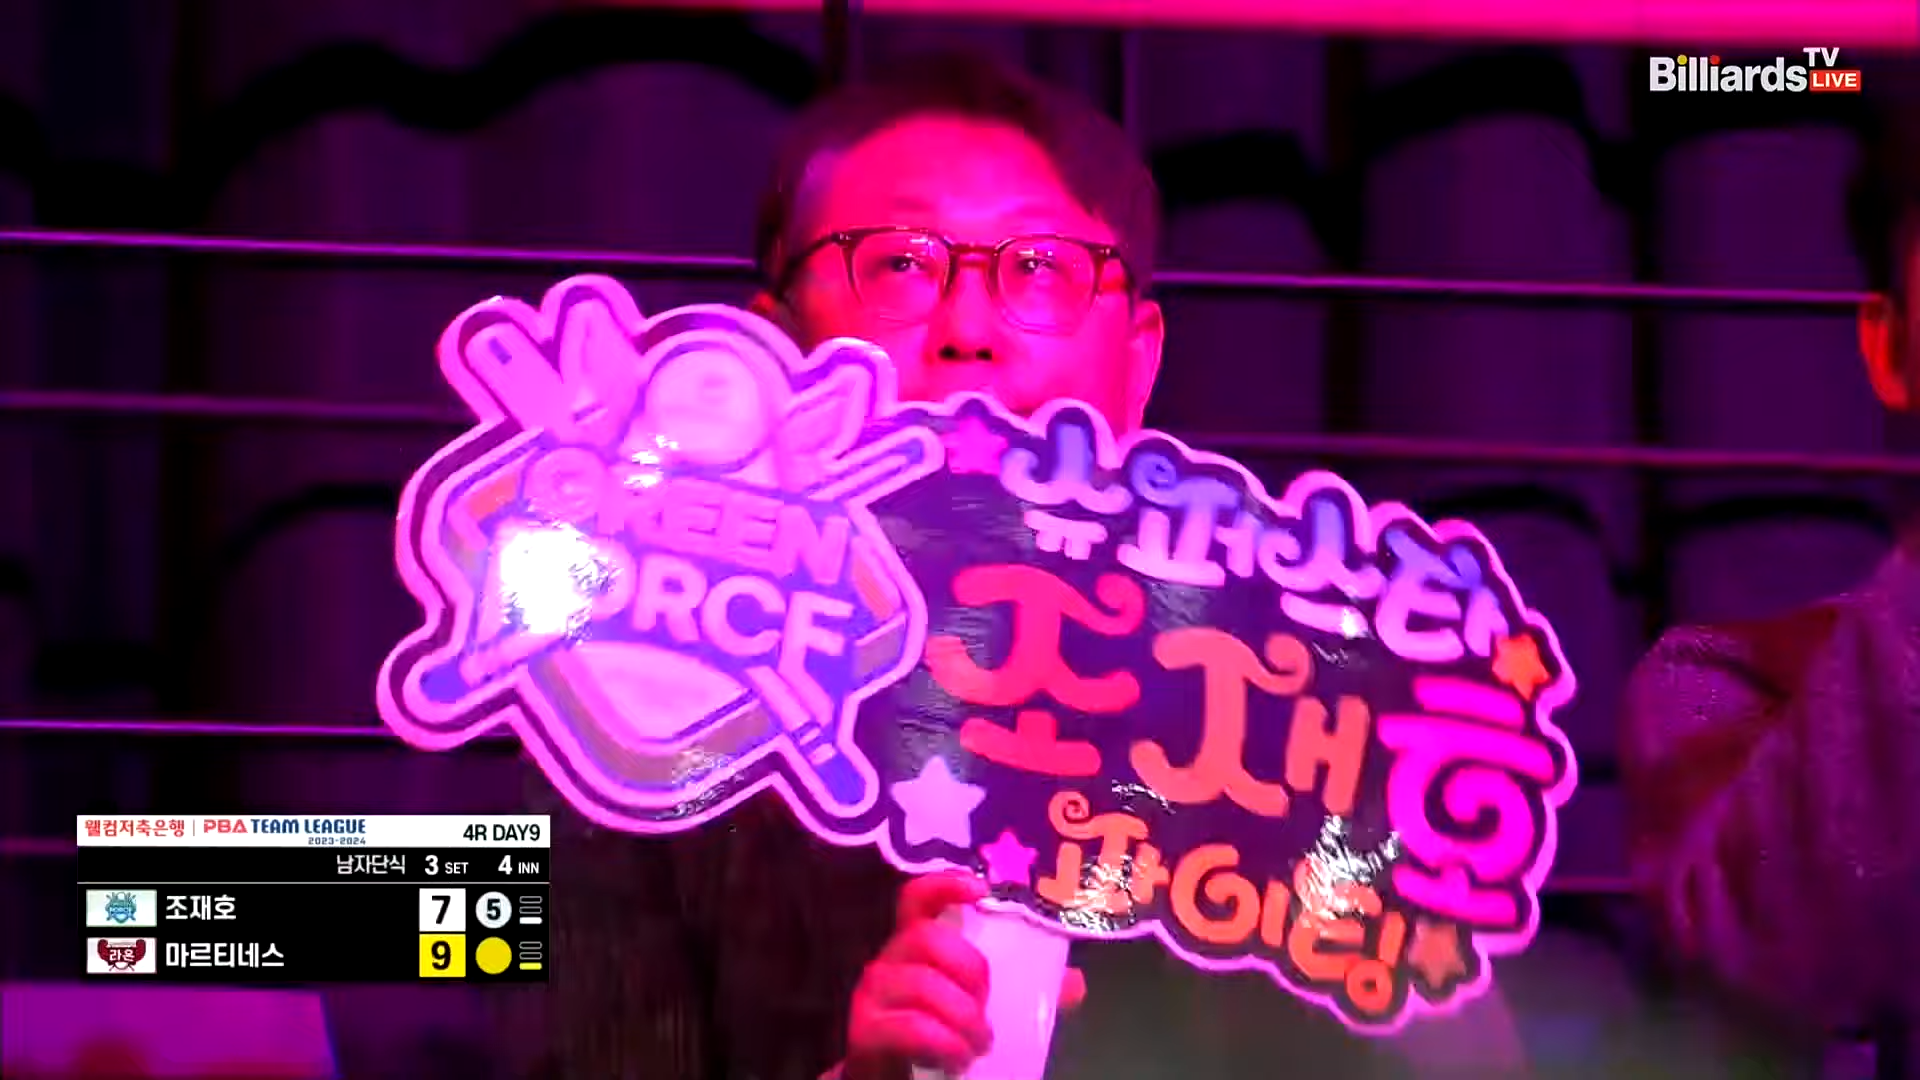 Billiards TV
LIVE
GREEN
FORCE
슈퍼스타
조재호
파이팅
웰컴저축은행 | PBA TEAM LEAGUE
2023-2024
4R DAY9
남자단식 3 SET 4 INN
조재호 7 5
마르티네스 9
라온